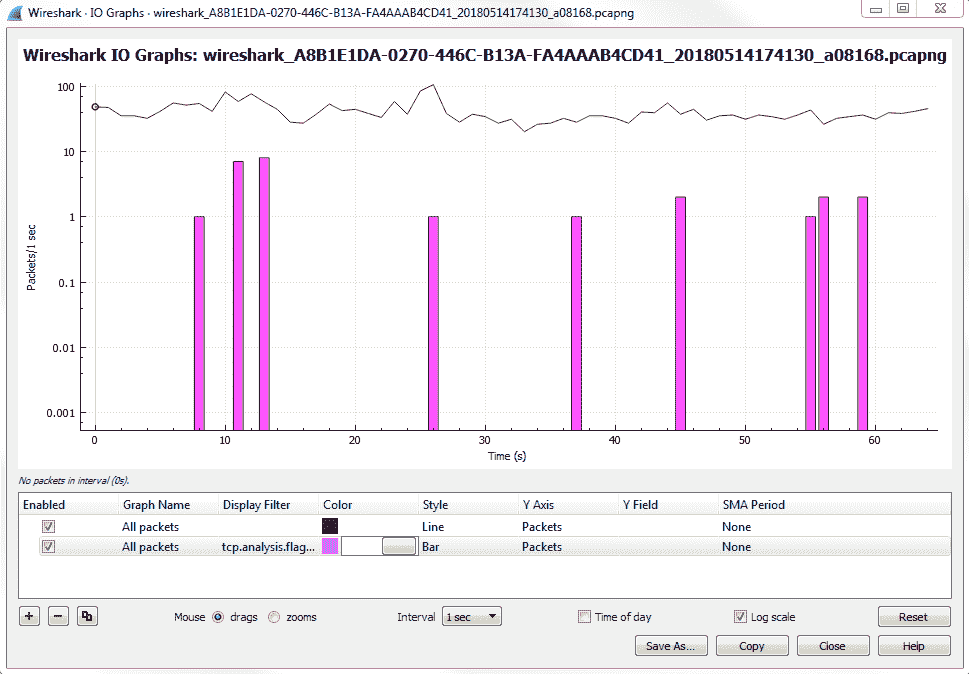 Wireshark · IO Graphs · wireshark_A8B1E1DA-0270-446C-B13A-FA4AAAB4CD41_20180514174130_a08168.pcapng
Wireshark IO Graphs: wireshark_A8B1E1DA-0270-446C-B13A-FA4AAAB4CD41_20180514174130_a08168.pcapng
Packets/1 sec
100
10
1
0.1
0.01
0.001
0 10 20 30 40 50 60
Time (s)
No packets in interval (0s).
Enabled Graph Name Display Filter Color Style Y Axis Y Field SMA Period
All packets Line Packets None
All packets tcp.analysis.flag... Bar Packets None
+ − Mouse drags zooms Interval 1 sec Time of day Log scale Reset
Save As... Copy Close Help